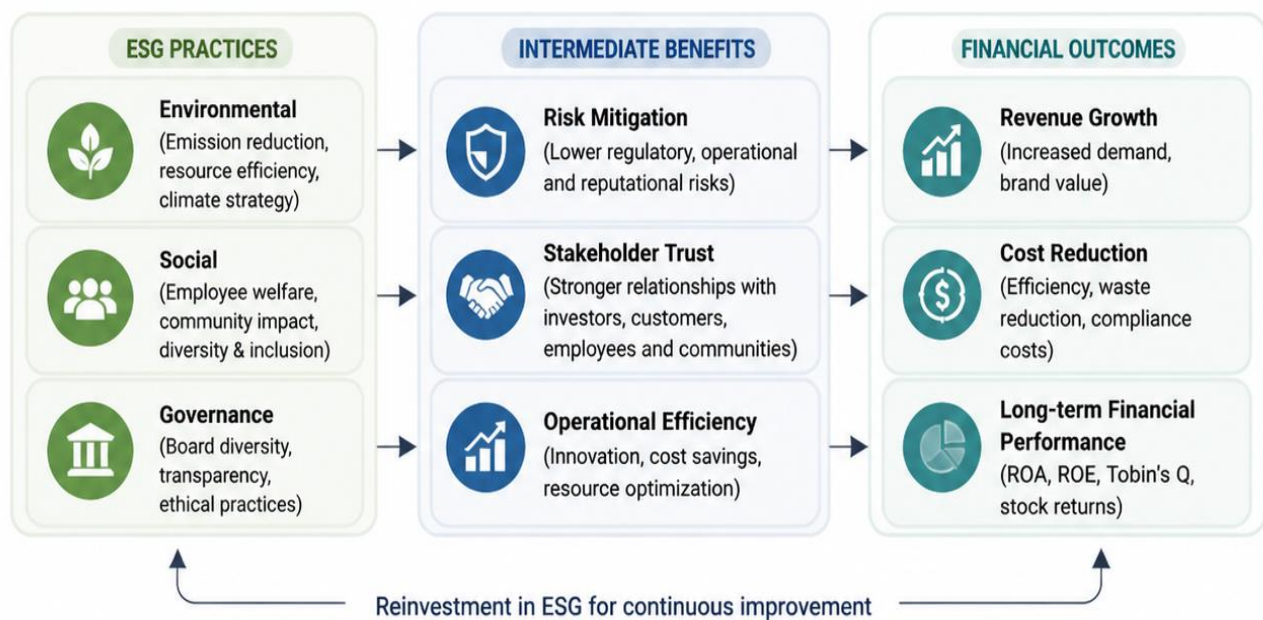 ESG PRACTICES
Environmental
(Emission reduction,
resource efficiency,
climate strategy)
Social
(Employee welfare,
community impact,
diversity & inclusion)
Governance
(Board diversity,
transparency,
ethical practices)
INTERMEDIATE BENEFITS
Risk Mitigation
(Lower regulatory, operational
and reputational risks)
Stakeholder Trust
(Stronger relationships with
investors, customers,
employees and communities)
Operational Efficiency
(Innovation, cost savings,
resource optimization)
FINANCIAL OUTCOMES
Revenue Growth
(Increased demand,
brand value)
$
Cost Reduction
(Efficiency, waste
reduction, compliance
costs)
Long-term Financial
Performance
(ROA, ROE, Tobin's Q,
stock returns)
Reinvestment in ESG for continuous improvement